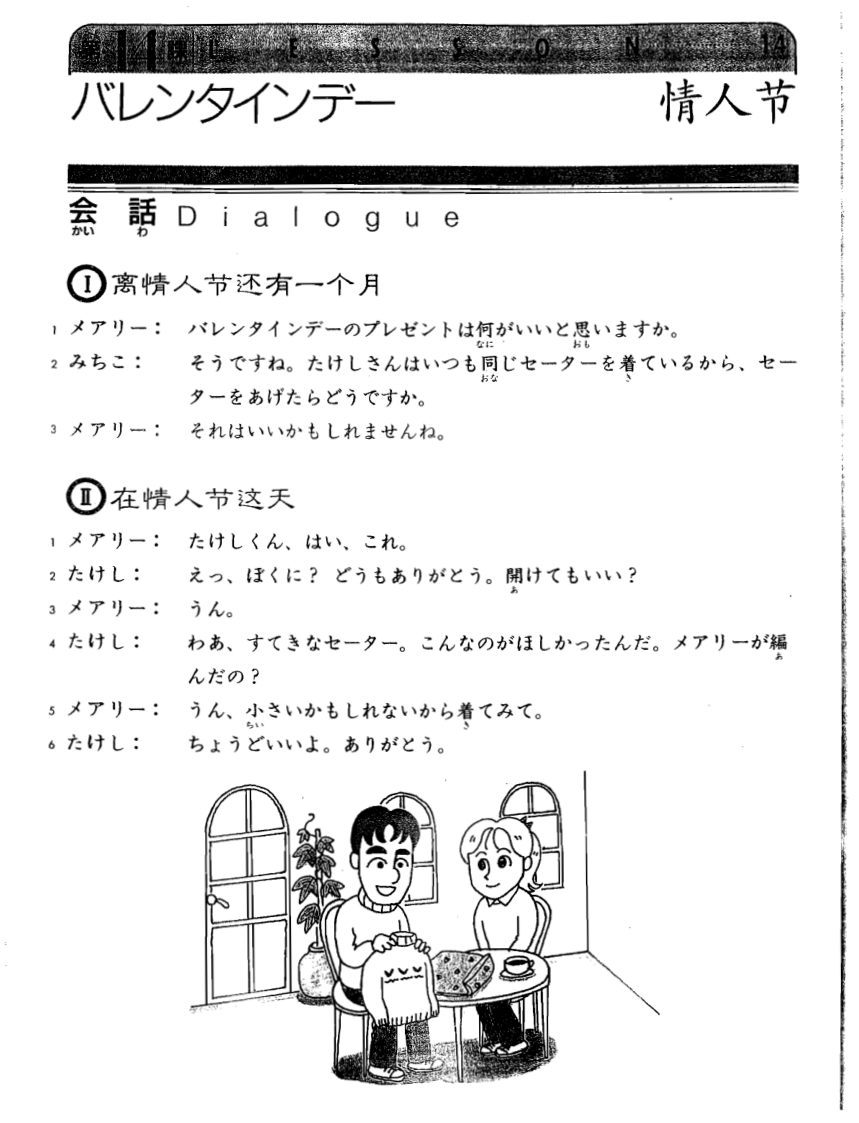 第14課 LESSON 14
バレンタインデー 情人节
会話 Dialogue
かい わ
Ⅰ 离情人节还有一个月
1 メアリー： バレンタインデーのプレゼントは何がいいと思いますか。
なに おも
2 みちこ： そうですね。たけしさんはいつも同じセーターを着ているから、セー
おな き
ターをあげたらどうですか。
3 メアリー： それはいいかもしれませんね。
Ⅱ 在情人节这天
1 メアリー： たけしくん、はい、これ。
2 たけし： えっ、ぼくに？ どうもありがとう。開けてもいい？
あ
3 メアリー： うん。
4 たけし： わあ、すてきなセーター。こんなのがほしかったんだ。メアリーが編
あ
んだの？
5 メアリー： うん、小さいかもしれないから着てみて。
ちい き
6 たけし： ちょうどいいよ。ありがとう。